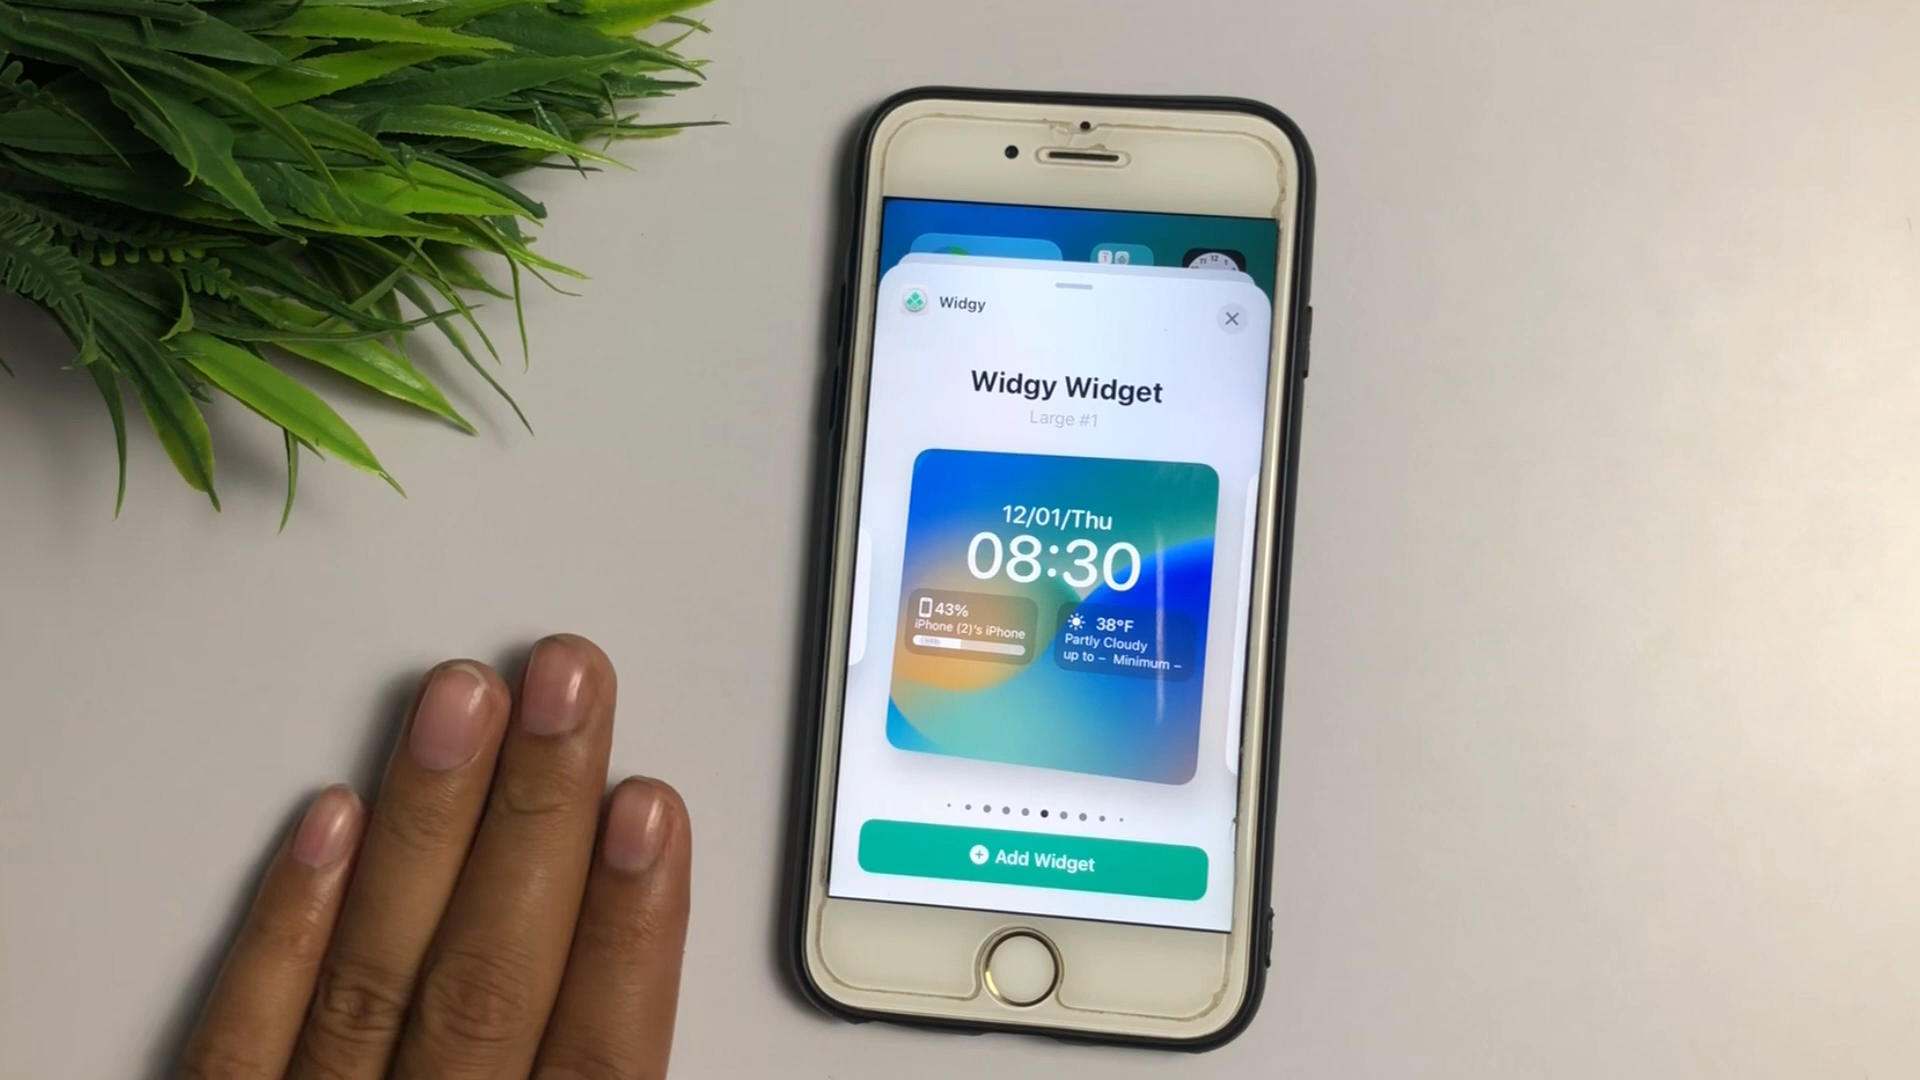 Widgy
Widgy Widget
Large #1
12/01/Thu
08:30
43%
iPhone (2)'s iPhone
38°F
Partly Cloudy
up to – Minimum –
Add Widget